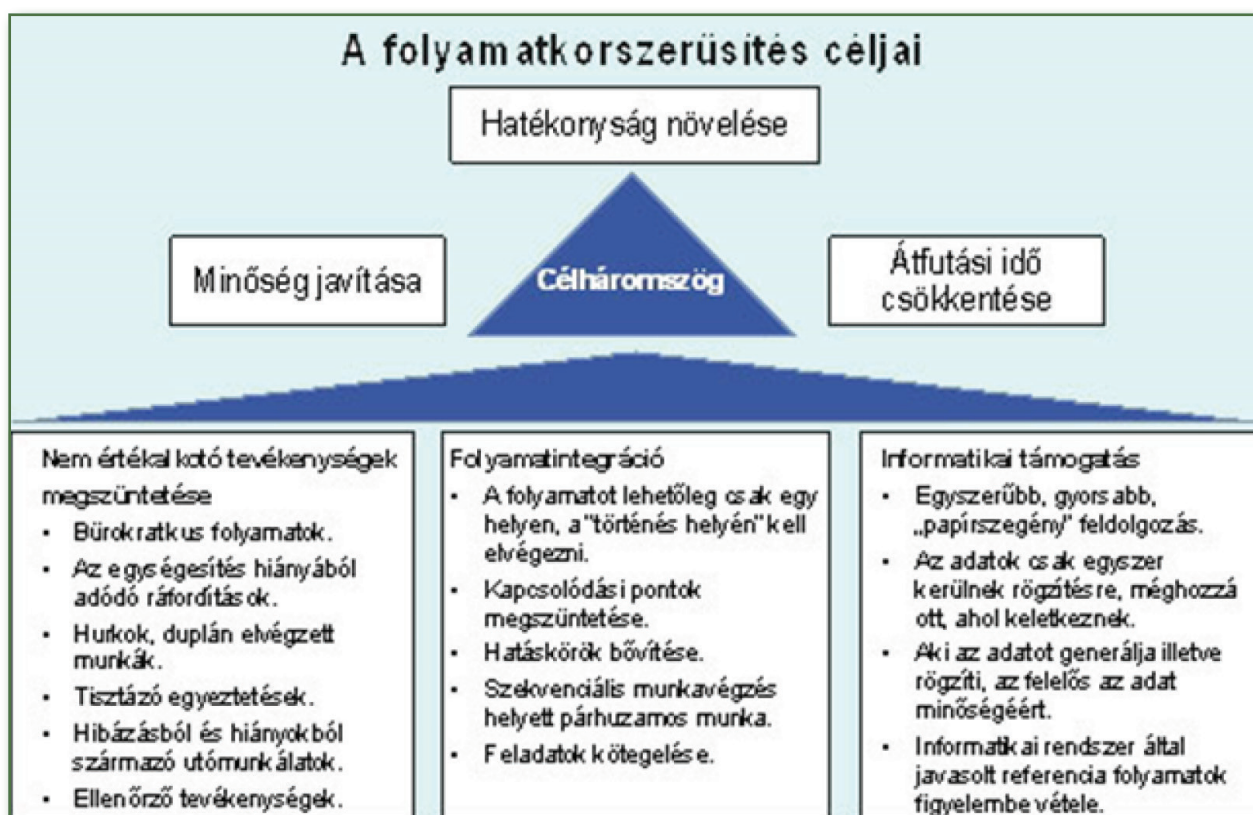 A folyamatkorszerűsítés céljai
Hatékonyság növelése
Minőség javítása
Célháromszög
Átfutási idő
csökkentése
Nem értékalkotó tevékenységek
megszüntetése
• Bürokratkus folyamatok.
• Az egységesítés hiányából
adódó ráfordítások.
• Hurkok, duplán elvégzett
munkák.
• Tisztázó egyeztetések.
• Hibázásból és hiányokból
származó utómunkálatok.
• Ellenőrző tevékenységek.
Folyamatintegráció
• A folyamatot lehetőleg csak egy
helyen, a "történés helyén" kell
elvégezni.
• Kapcsolódási pontok
megszüntetése.
• Hatáskörök bővítése.
• Szekvenciális munkavégzés
helyett párhuzamos munka.
• Feladatok kötegelése.
Informatikai támogatás
• Egyszerűbb, gyorsabb,
„papírszegény" feldolgozás.
• Az adatok csak egyszer
kerülnek rögzítésre, méghozzá
ott, ahol keletkeznek.
• Aki az adatot generálja illetve
rögzíti, az felelős az adat
minőségéért.
• Informatikai rendszer által
javasolt referencia folyamatok
figyelembe vétele.